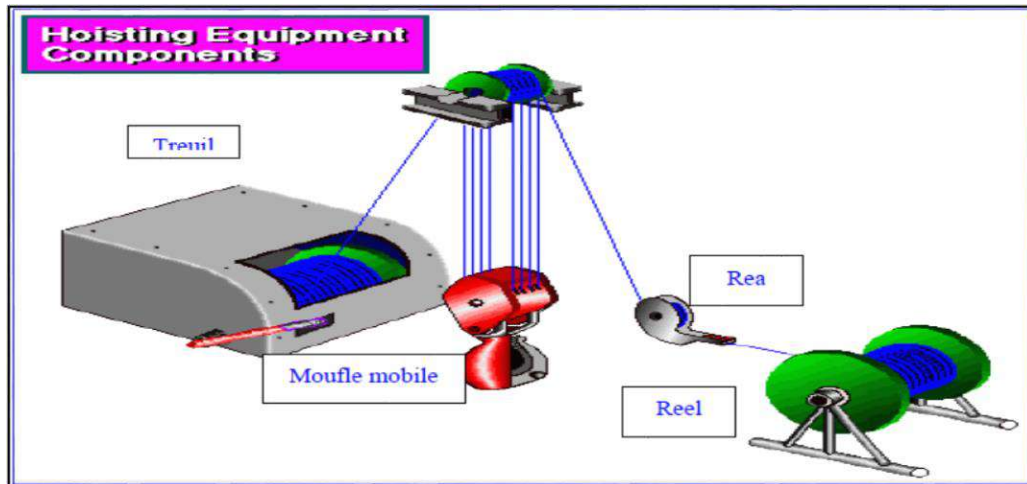 Hoisting Equipment
Components
Treuil
Rea
Moufle mobile
Reel